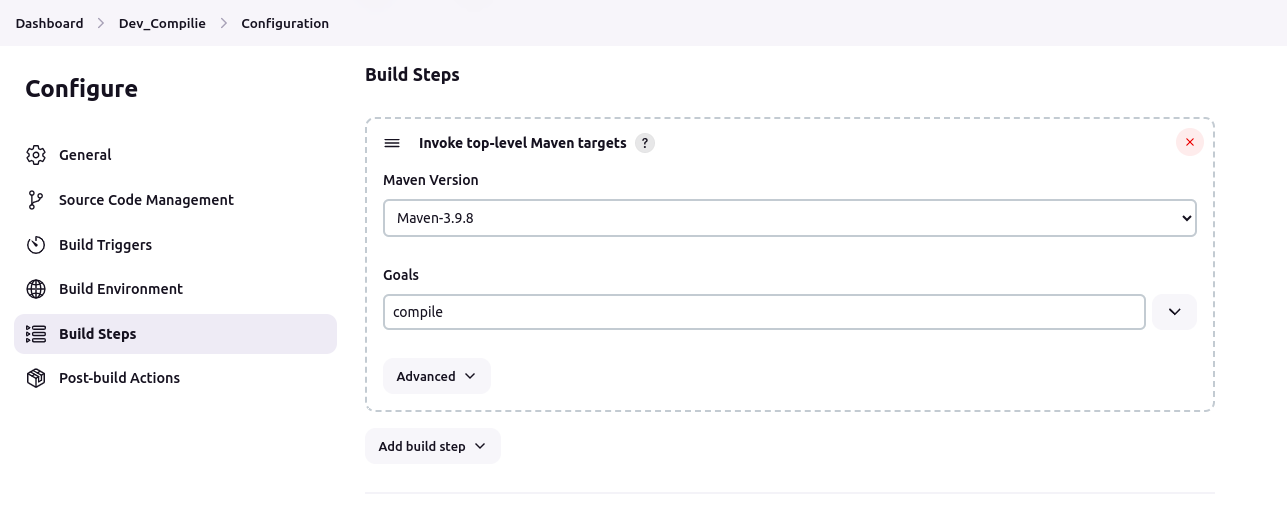 Dashboard > Dev_Compilie > Configuration
Configure
General
Source Code Management
Build Triggers
Build Environment
Build Steps
Post-build Actions
Build Steps
Invoke top-level Maven targets ?
Maven Version
Maven-3.9.8
Goals
compile
Advanced
Add build step